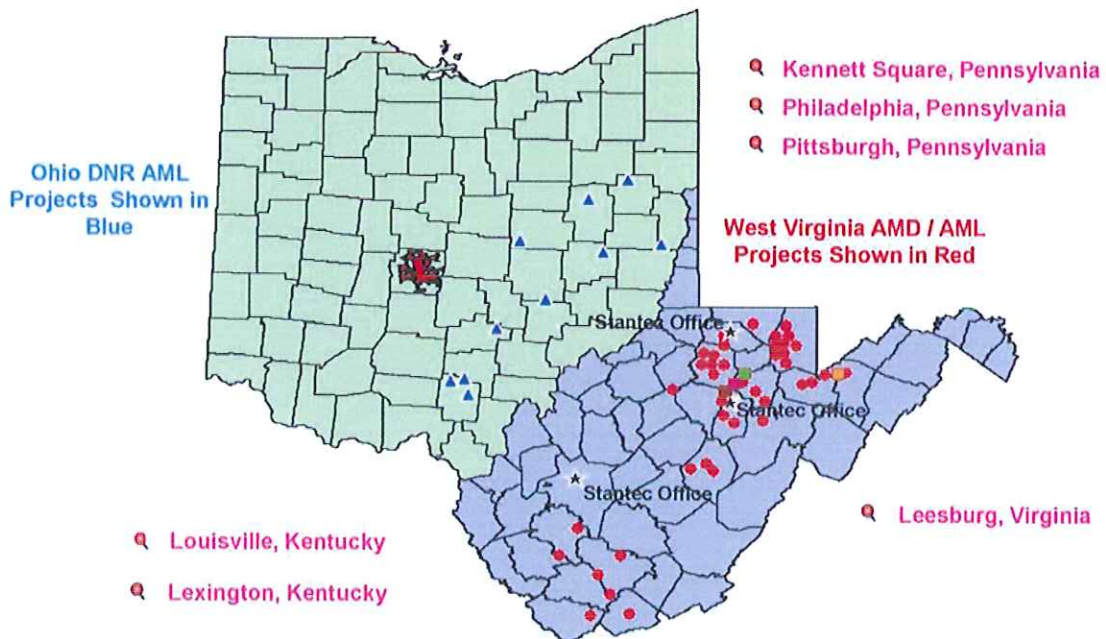 Kennett Square, Pennsylvania
Philadelphia, Pennsylvania
Pittsburgh, Pennsylvania
Ohio DNR AML
Projects Shown in
Blue
West Virginia AMD / AML
Projects Shown in Red
Stantec Office
Stantec Office
Stantec Office
Leesburg, Virginia
Louisville, Kentucky
Lexington, Kentucky